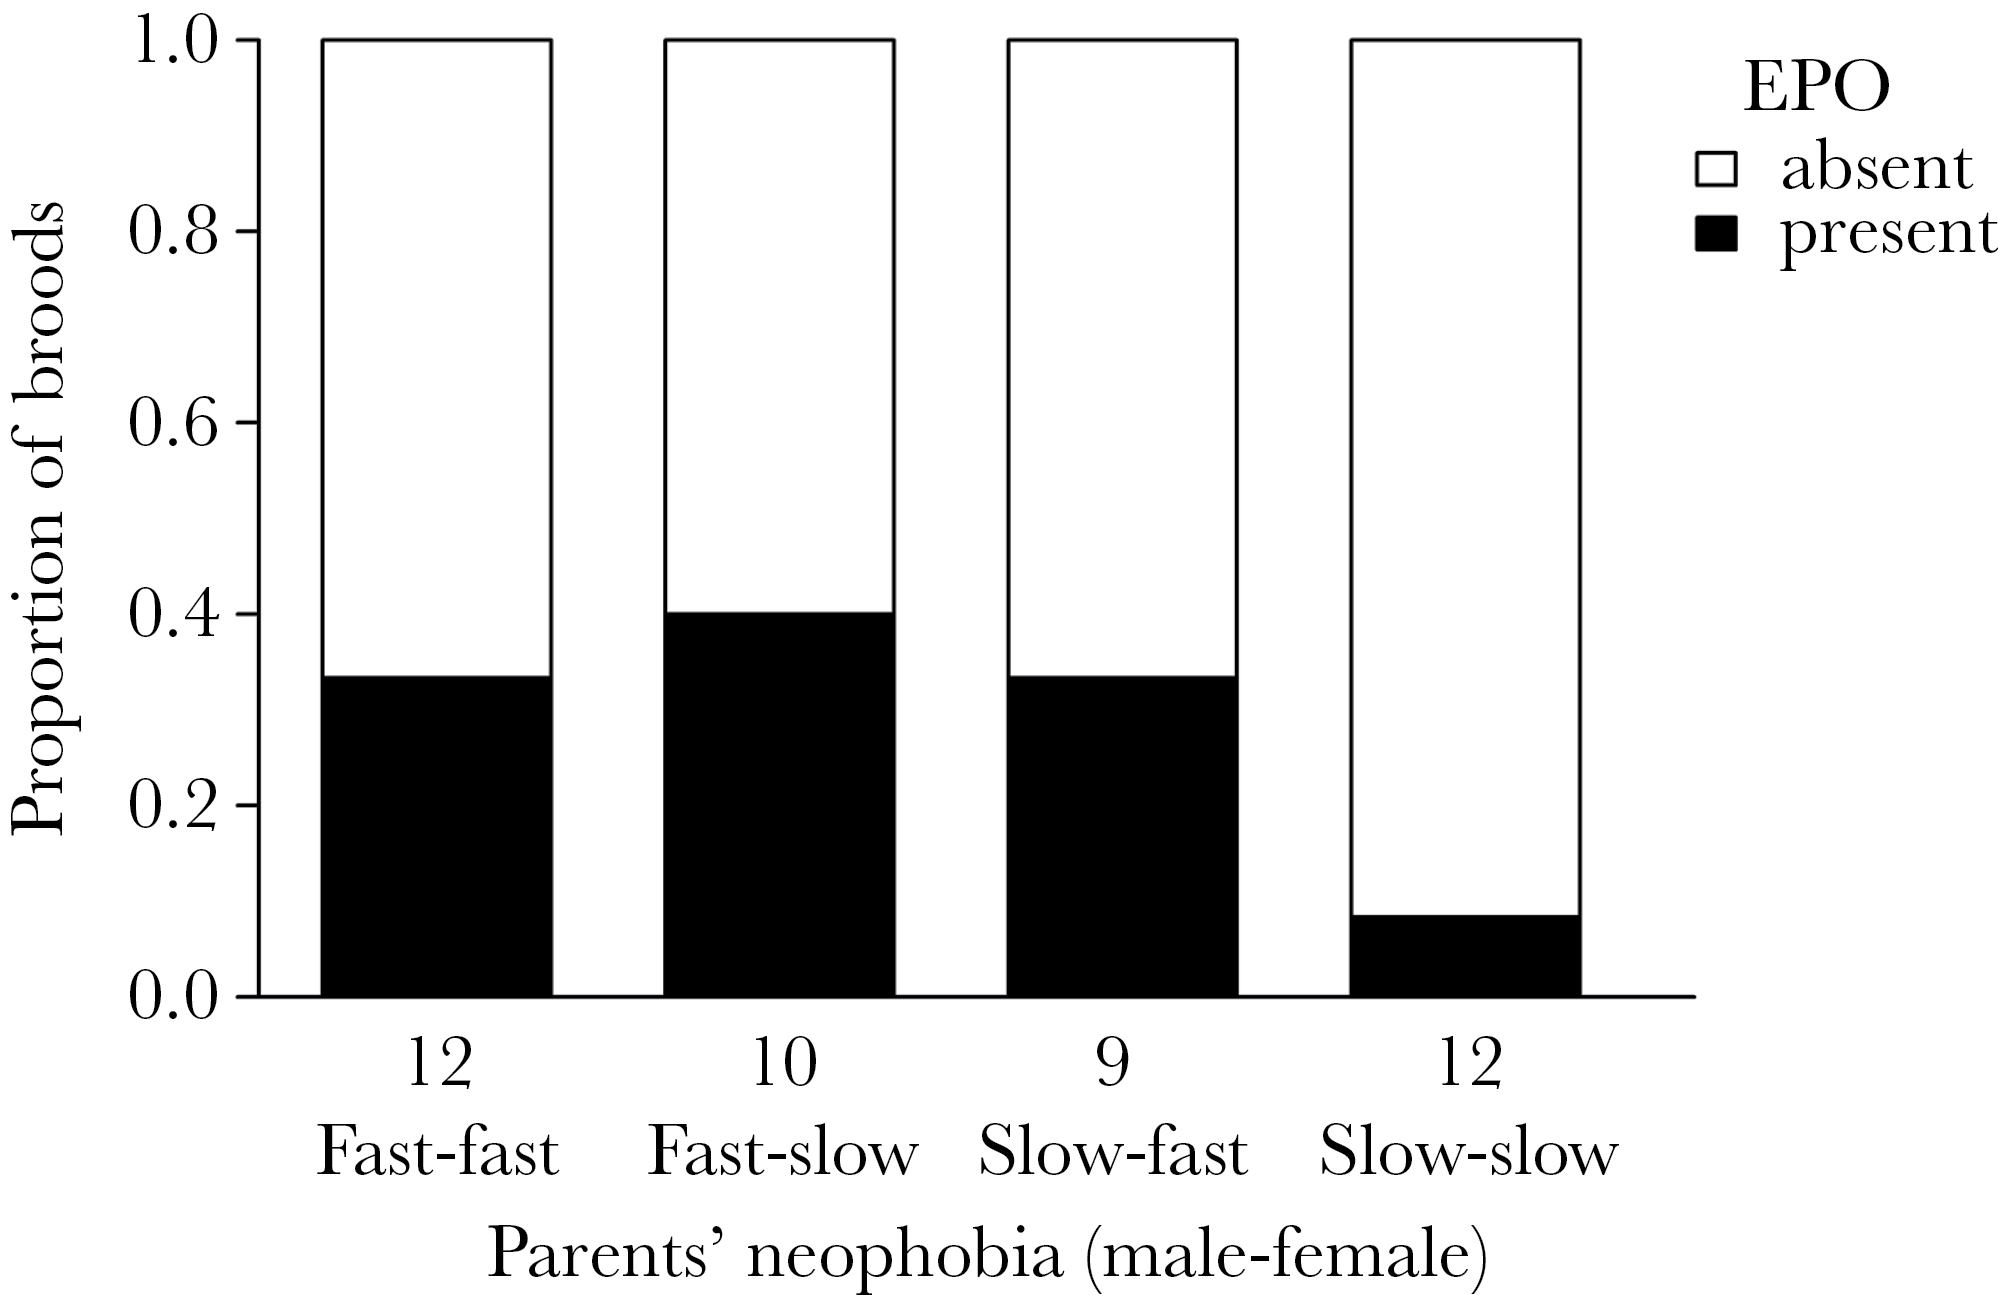 1.0
0.8
0.6
0.4
0.2
0.0
Proportion of broods
EPO
absent
present
12 10 9 12
Fast-fast Fast-slow Slow-fast Slow-slow
Parents’ neophobia (male-female)